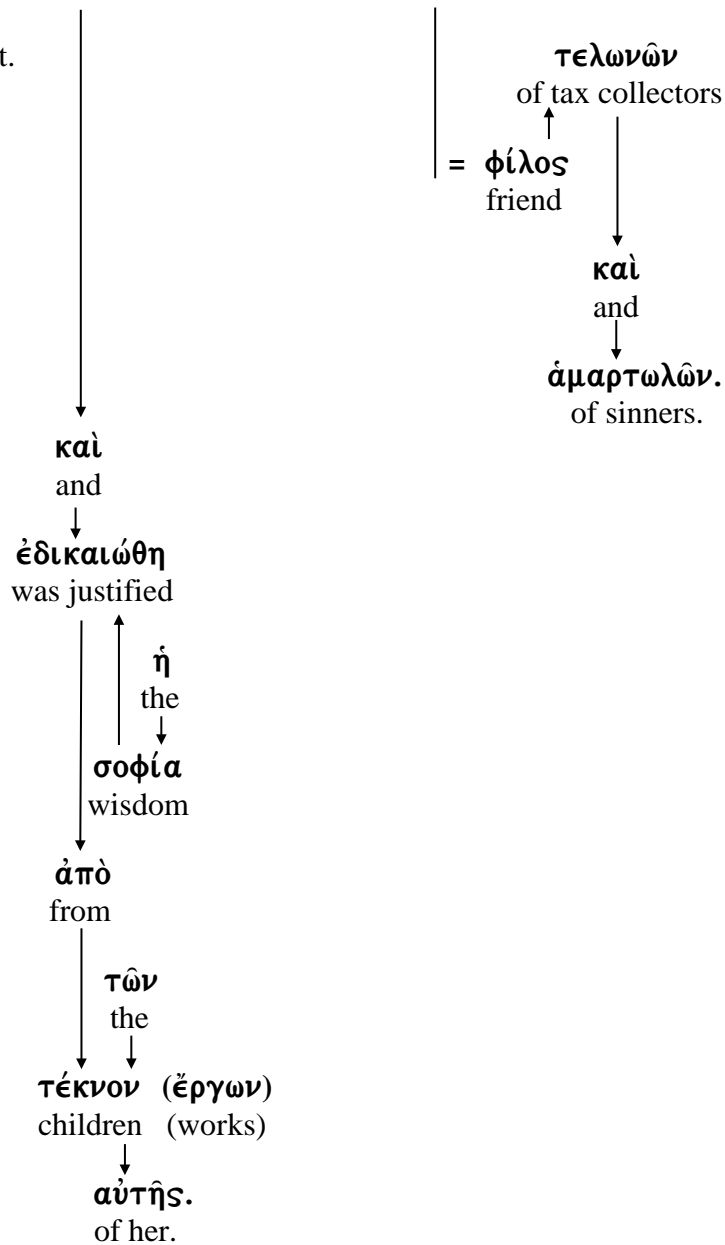 t.
τελωνῶν
of tax collectors
= φίλος
friend
καὶ
and
ἁμαρτωλῶν.
of sinners.
καὶ
and
ἐδικαιώθη
was justified
ἡ
the
σοφία
wisdom
ἀπὸ
from
τῶν
the
τέκνον (ἔργων)
children (works)
αὐτῆς.
of her.